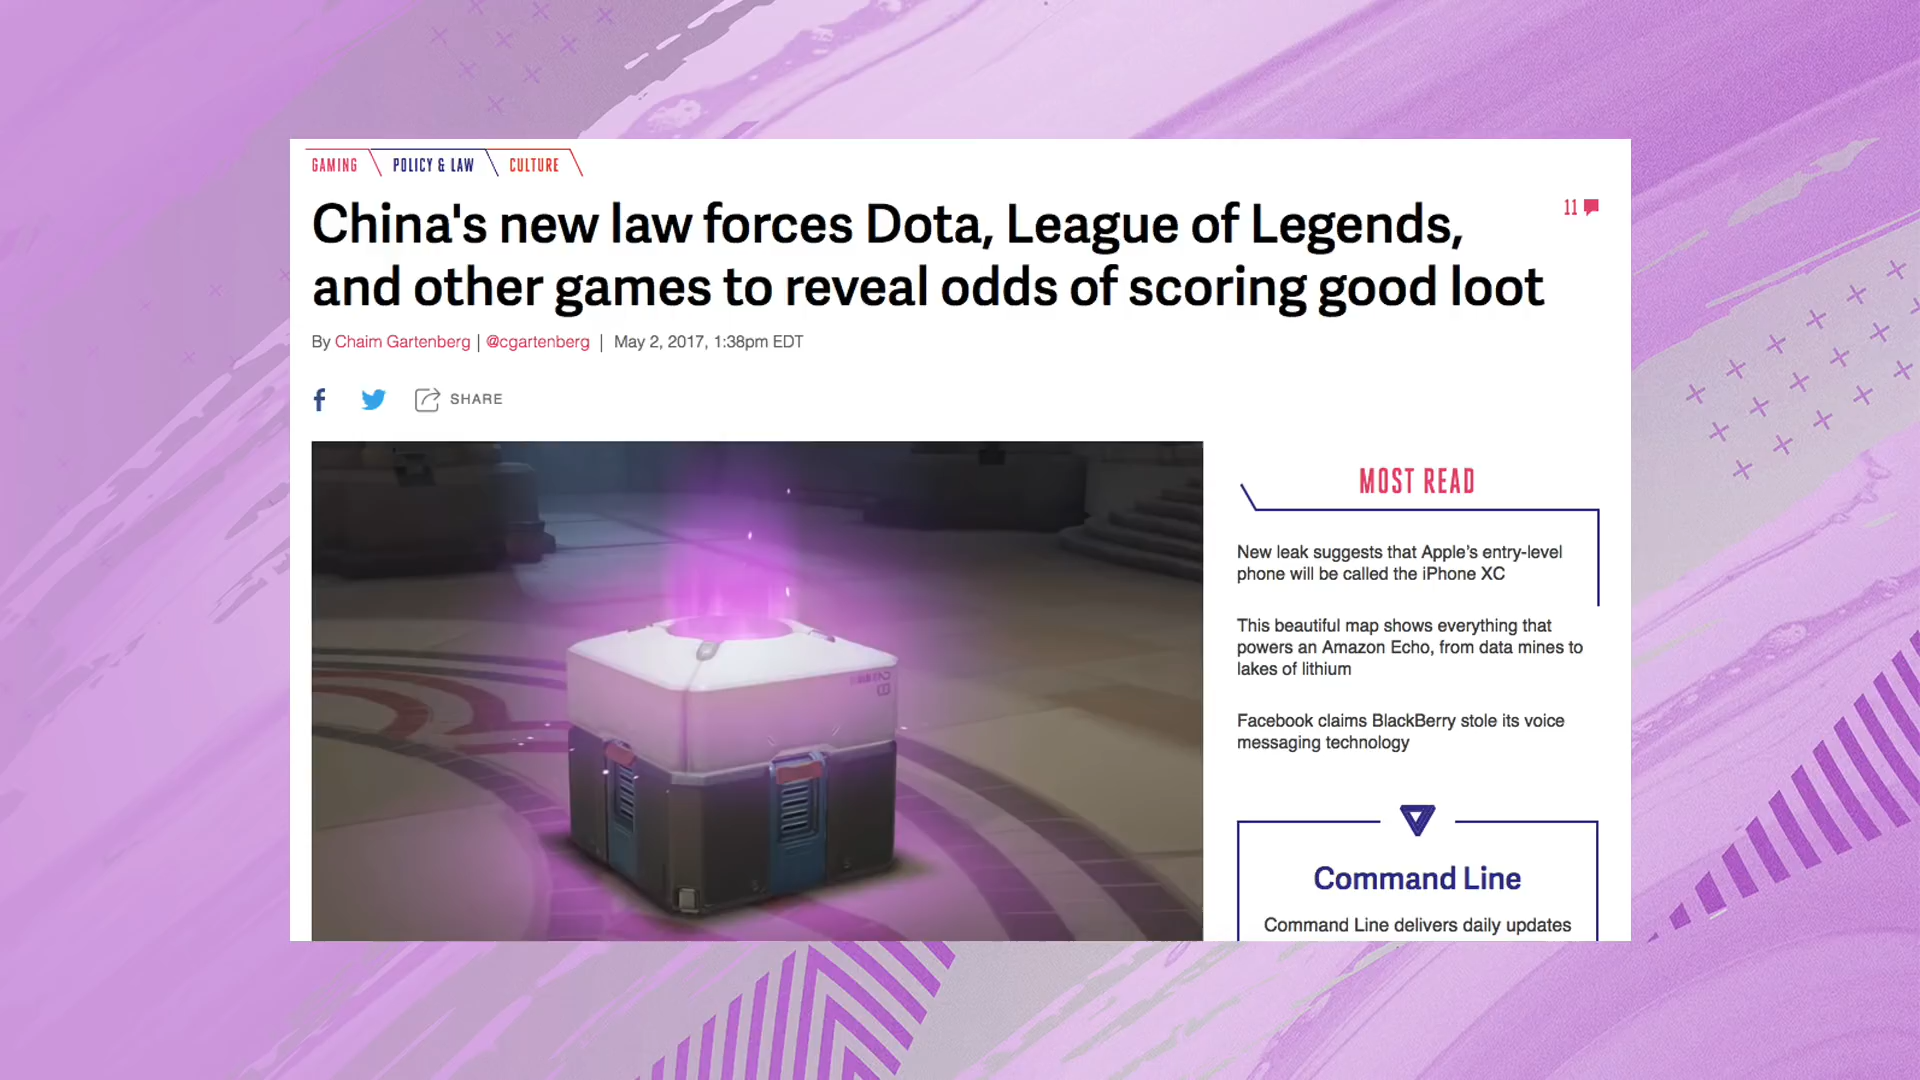 GAMING
POLICY & LAW
CULTURE
China's new law forces Dota, League of Legends,
and other games to reveal odds of scoring good loot
11
By Chaim Gartenberg | @cgartenberg | May 2, 2017, 1:38pm EDT
SHARE
MOST READ
New leak suggests that Apple's entry-level
phone will be called the iPhone XC
This beautiful map shows everything that
powers an Amazon Echo, from data mines to
lakes of lithium
Facebook claims BlackBerry stole its voice
messaging technology
Command Line
Command Line delivers daily updates